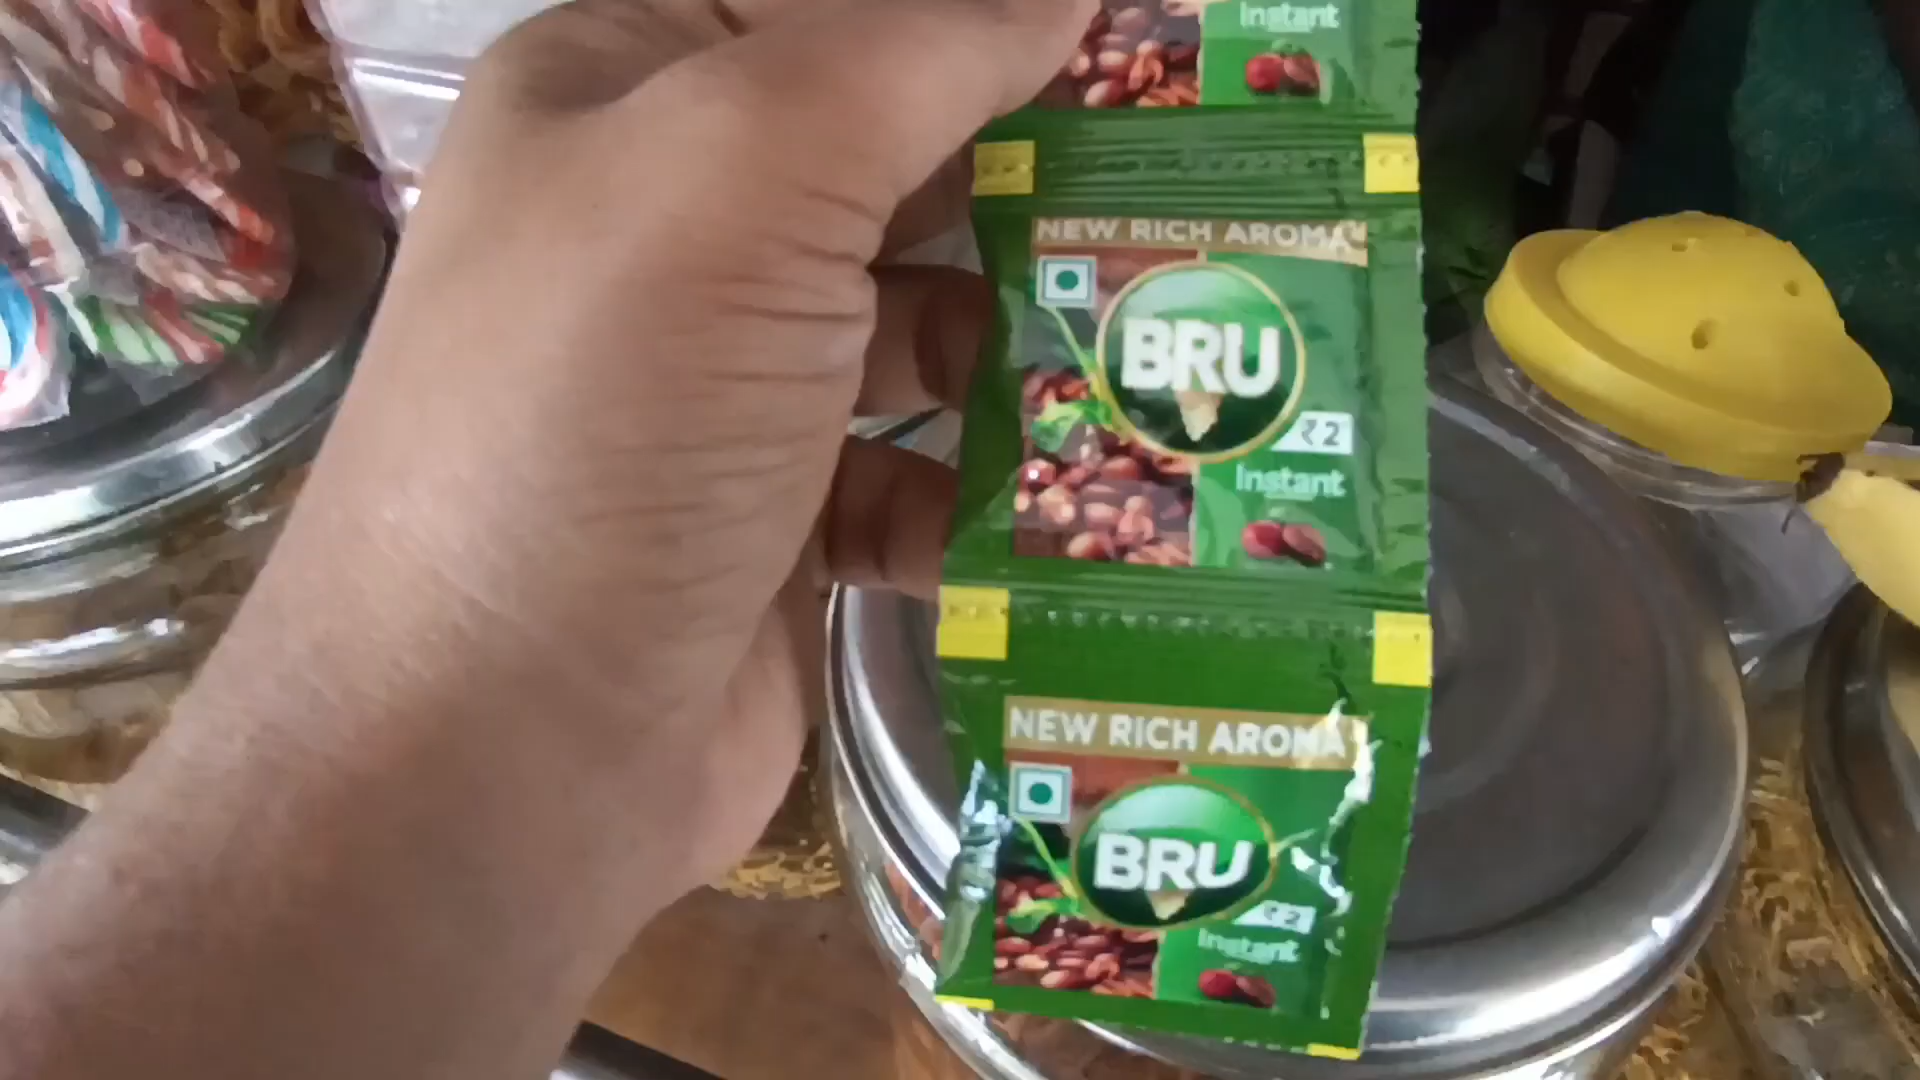 Instant
NEW RICH AROMA
BRU
₹2
Instant
NEW RICH AROMA
BRU
₹2
Instant